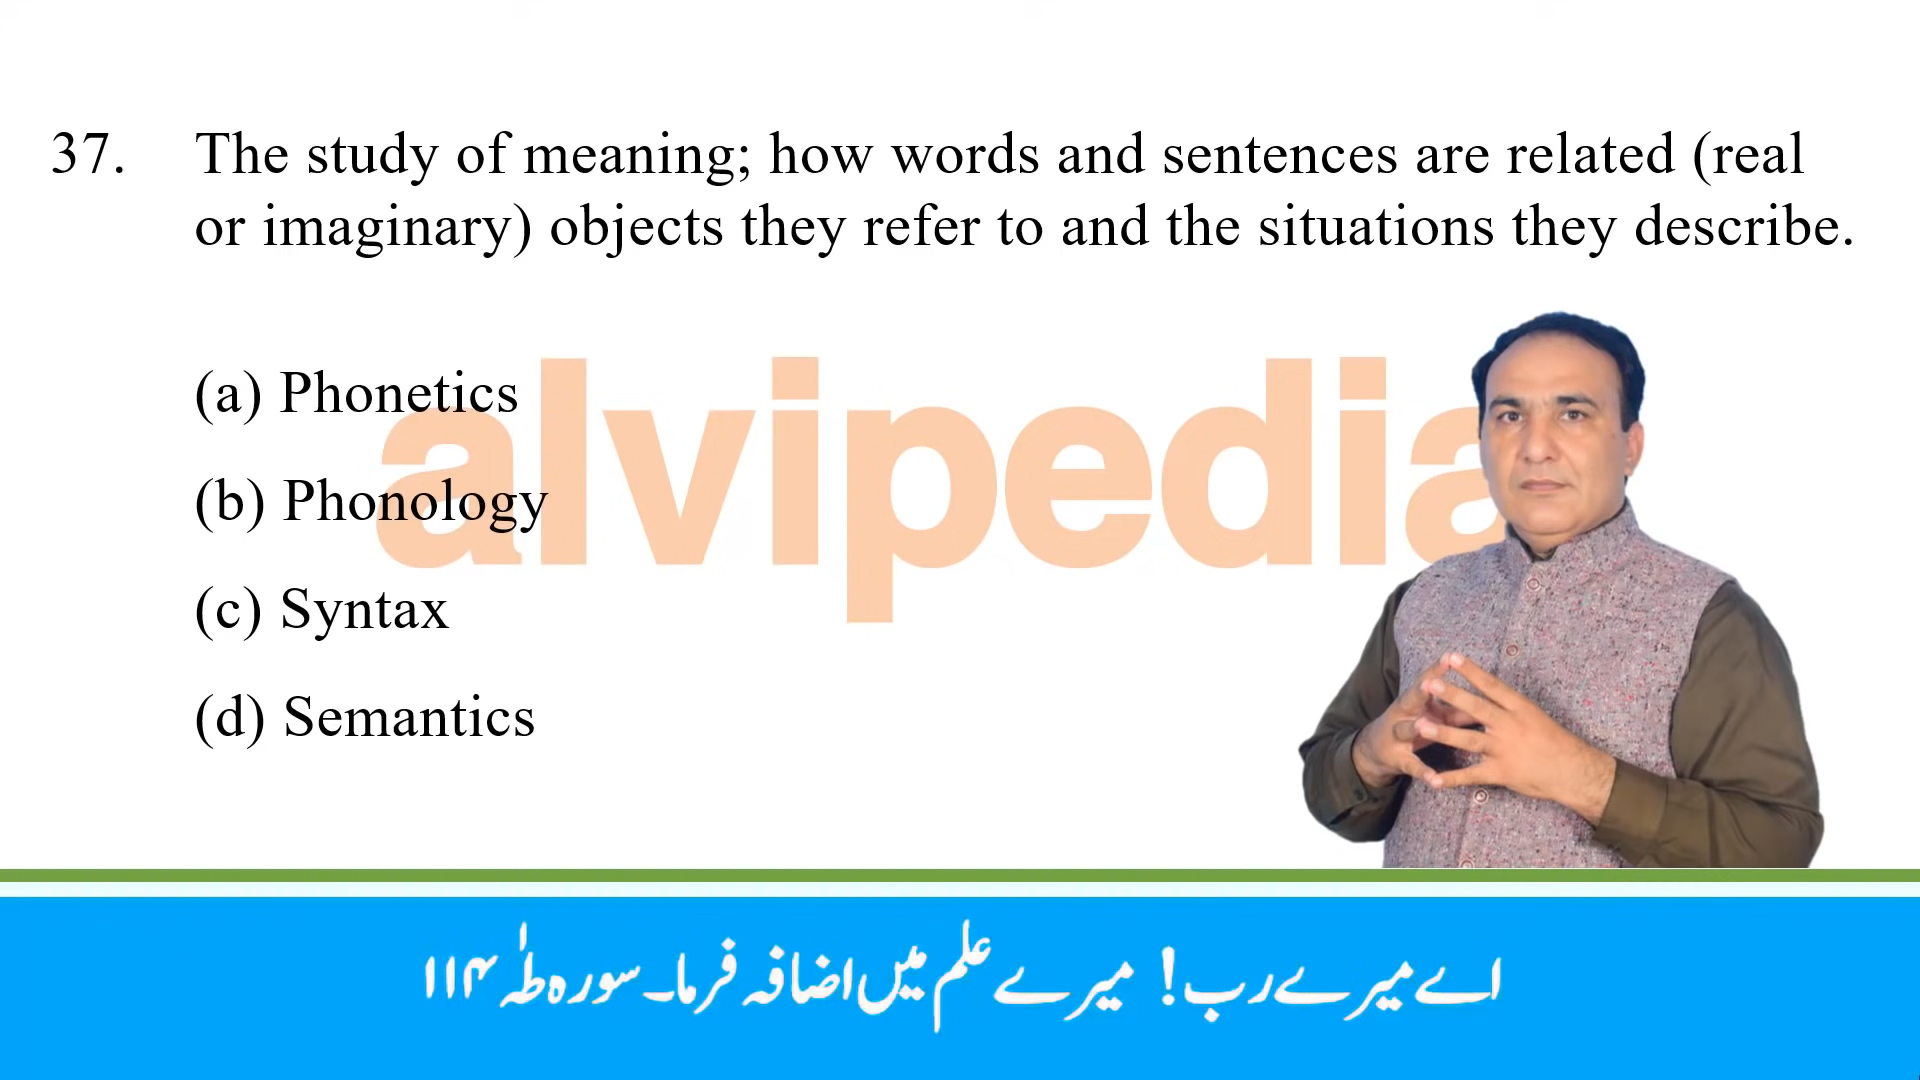 37. The study of meaning; how words and sentences are related (real
or imaginary) objects they refer to and the situations they describe.
alvipedia
(a) Phonetics
(b) Phonology
(c) Syntax
(d) Semantics
اے میرے رب! میرے علم میں اضافہ فرما۔ سورہ طہٰ ۱۱۴